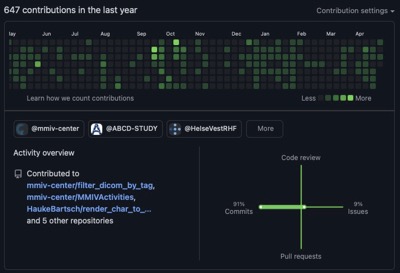 647 contributions in the last year
Contribution settings
May Jun Jul Aug Sep Oct Nov Dec Jan Feb Mar Apr
Learn how we count contributions
Less More
@mmiv-center @ABCD-STUDY @HelseVestRHF More
Activity overview
Contributed to
mmiv-center/filter_dicom_by_tag,
mmiv-center/MMIVActivities,
HaukeBartsch/render_char_to_...
and 5 other repositories
Code review
91%
Commits
9%
Issues
Pull requests